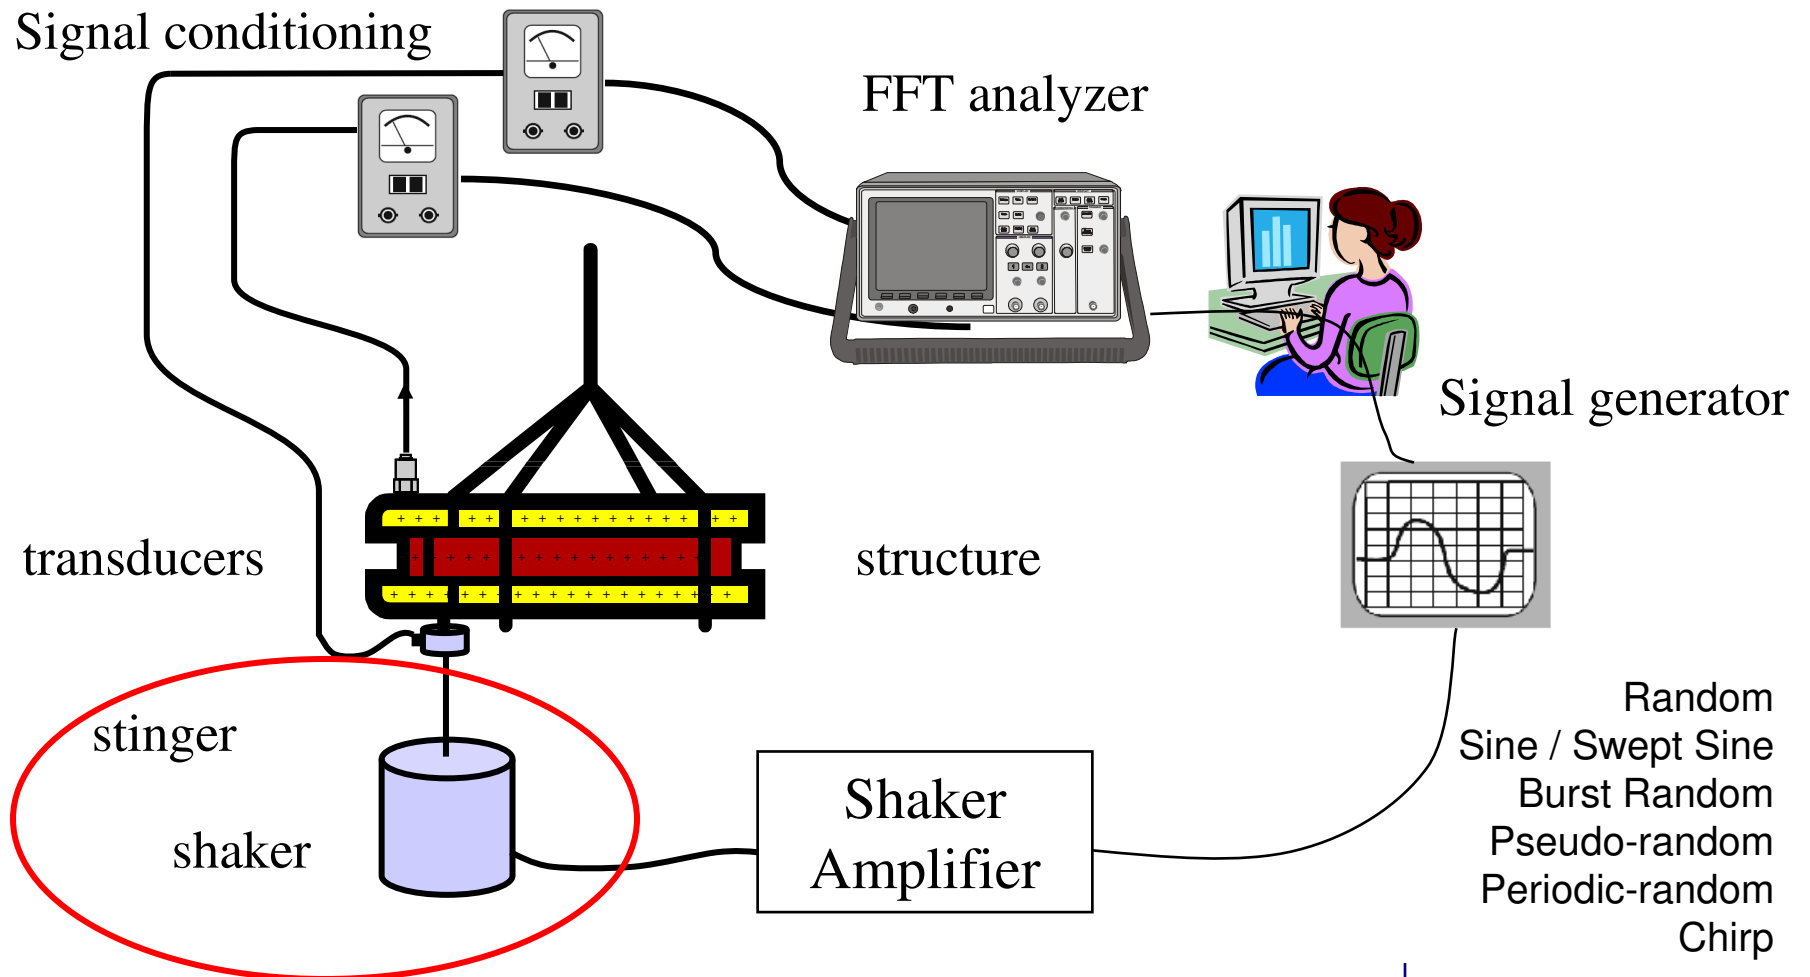 Signal conditioning
FFT analyzer
Signal generator
transducers
structure
stinger
shaker
Shaker
Amplifier
Random
Sine / Swept Sine
Burst Random
Pseudo-random
Periodic-random
Chirp